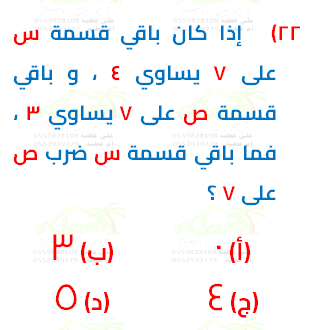 ٢٢) إذا كان باقي قسمة س
على ٧ يساوي ٤ ، و باقي
قسمة ص على ٧ يساوي ٣ ،
فما باقي قسمة س ضرب ص
على ٧ ؟
(أ) ٠ (ب) ٣
(ج) ٤ (د) ٥